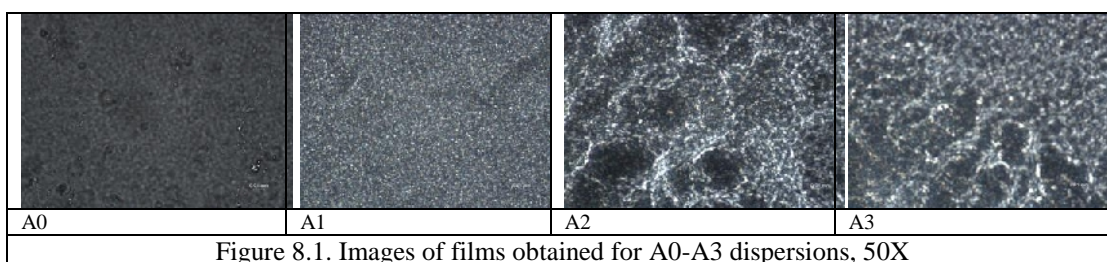 A0 A1 A2 A3
Figure 8.1. Images of films obtained for A0-A3 dispersions, 50X